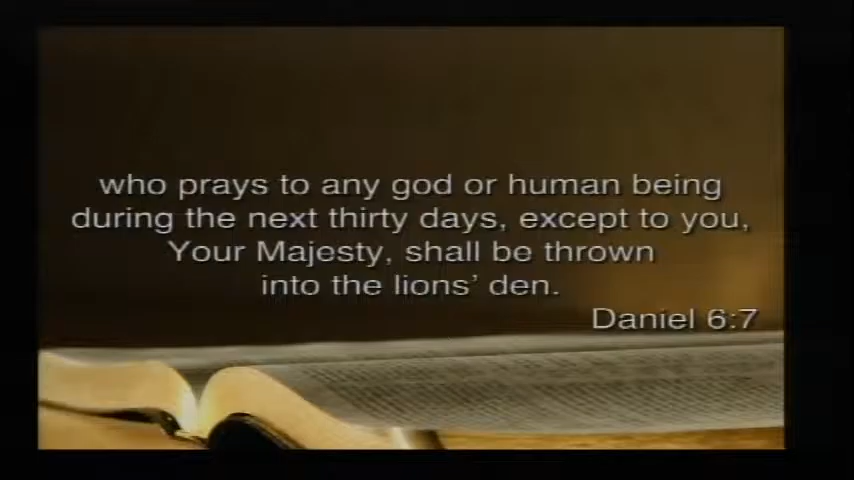 who prays to any god or human being
during the next thirty days, except to you,
Your Majesty, shall be thrown
into the lions’ den.
Daniel 6:7